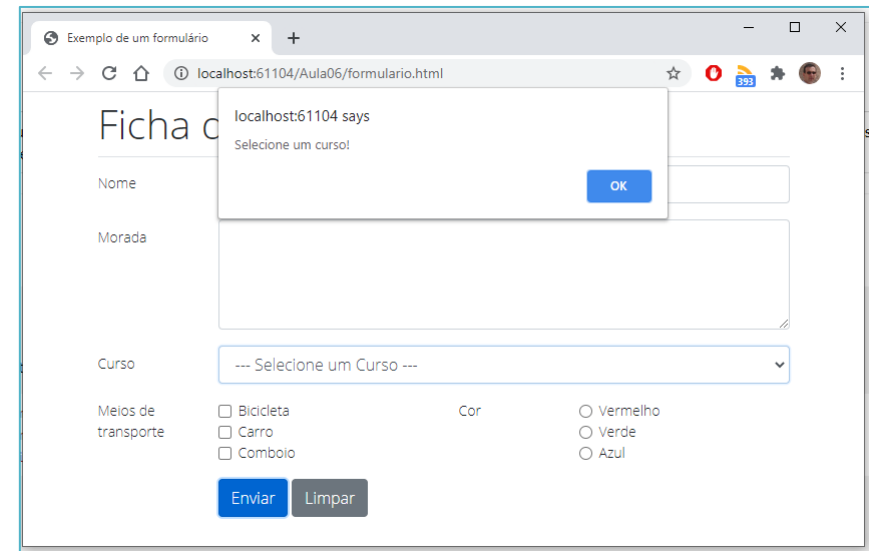 Exemplo de um formulário
localhost:61104/Aula06/formulario.html
393
Ficha
localhost:61104 says
Selecione um curso!
OK
Nome
Morada
Curso
--- Selecione um Curso ---
Meios de
transporte
Bicicleta
Carro
Comboio
Cor
Vermelho
Verde
Azul
Enviar
Limpar